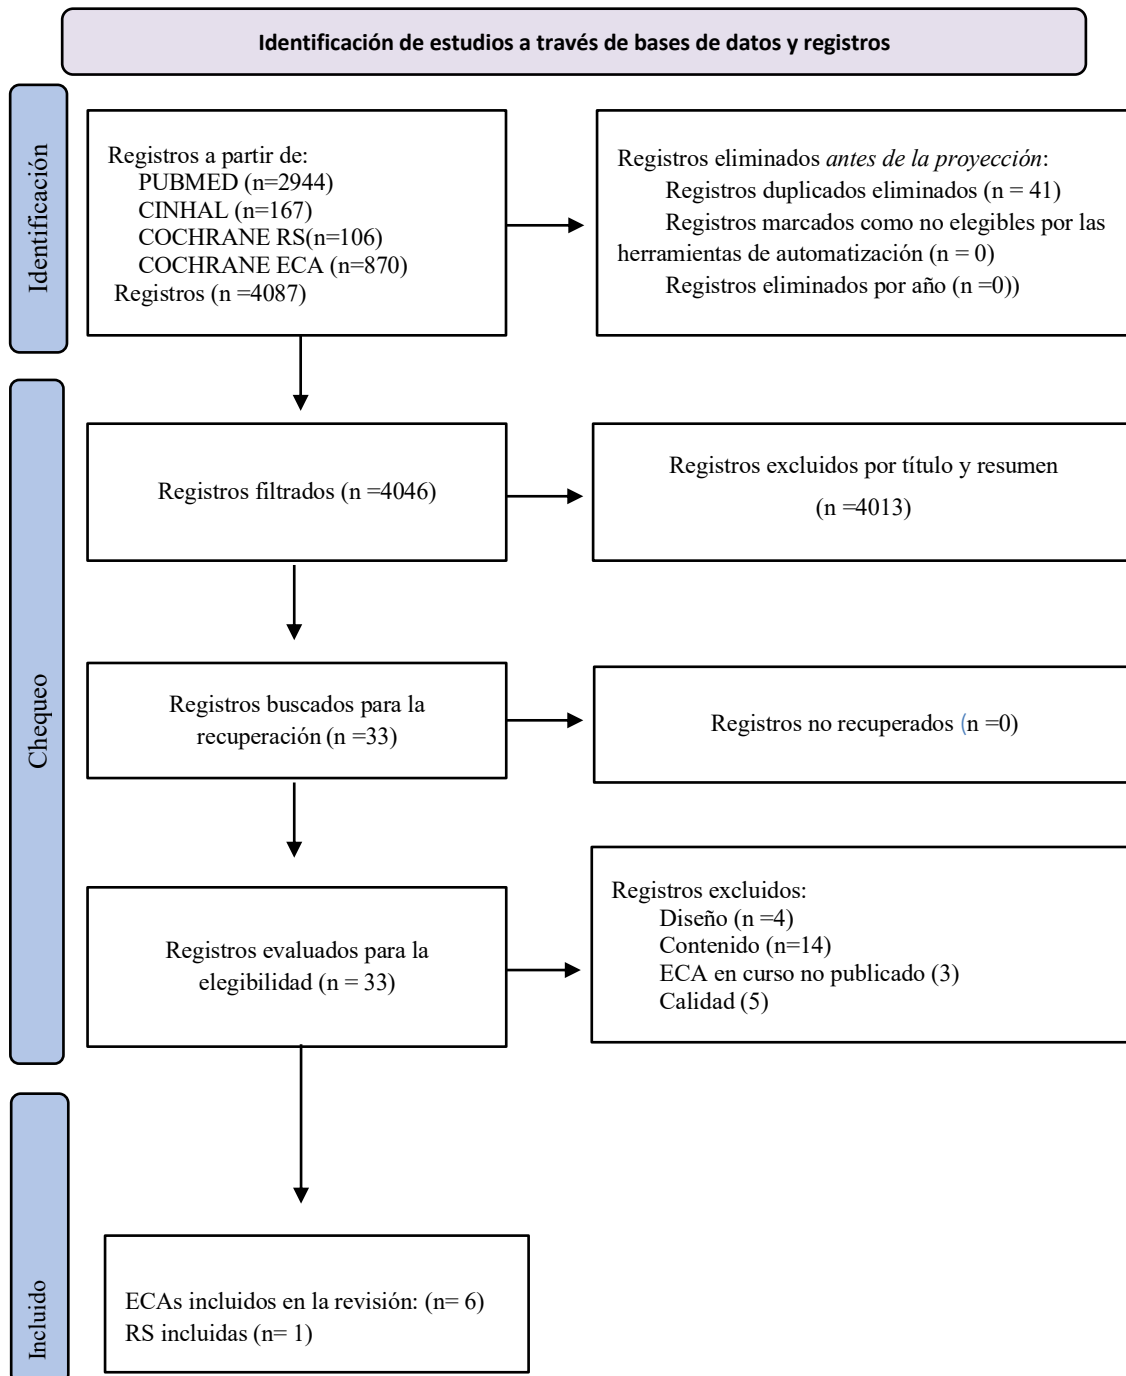 Identificación de estudios a través de bases de datos y registros
Identificación
Registros a partir de:
PUBMED (n=2944)
CINHAL (n=167)
COCHRANE RS(n=106)
COCHRANE ECA (n=870)
Registros (n =4087)
Registros eliminados antes de la proyección:
Registros duplicados eliminados (n = 41)
Registros marcados como no elegibles por las
herramientas de automatización (n = 0)
Registros eliminados por año (n =0))
Chequeo
Registros filtrados (n =4046)
Registros excluidos por título y resumen
(n =4013)
Registros buscados para la
recuperación (n =33)
Registros no recuperados (n =0)
Registros evaluados para la
elegibilidad (n = 33)
Registros excluidos:
Diseño (n =4)
Contenido (n=14)
ECA en curso no publicado (3)
Calidad (5)
Incluido
ECAs incluidos en la revisión: (n= 6)
RS incluidas (n= 1)